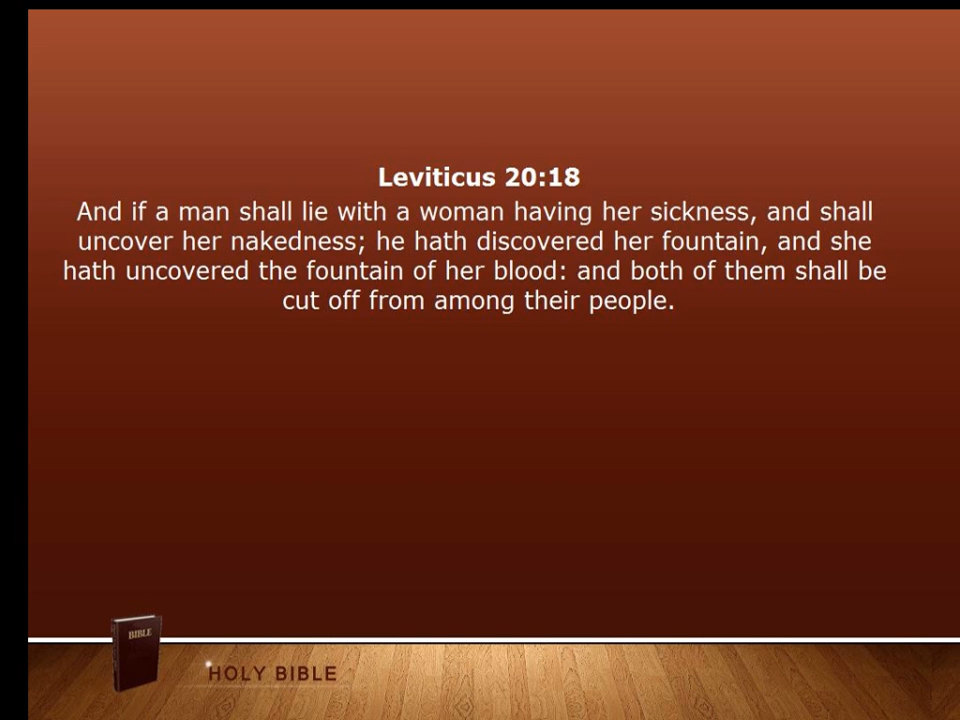 Leviticus 20:18
And if a man shall lie with a woman having her sickness, and shall
uncover her nakedness; he hath discovered her fountain, and she
hath uncovered the fountain of her blood: and both of them shall be
cut off from among their people.
BIBLE
HOLY BIBLE